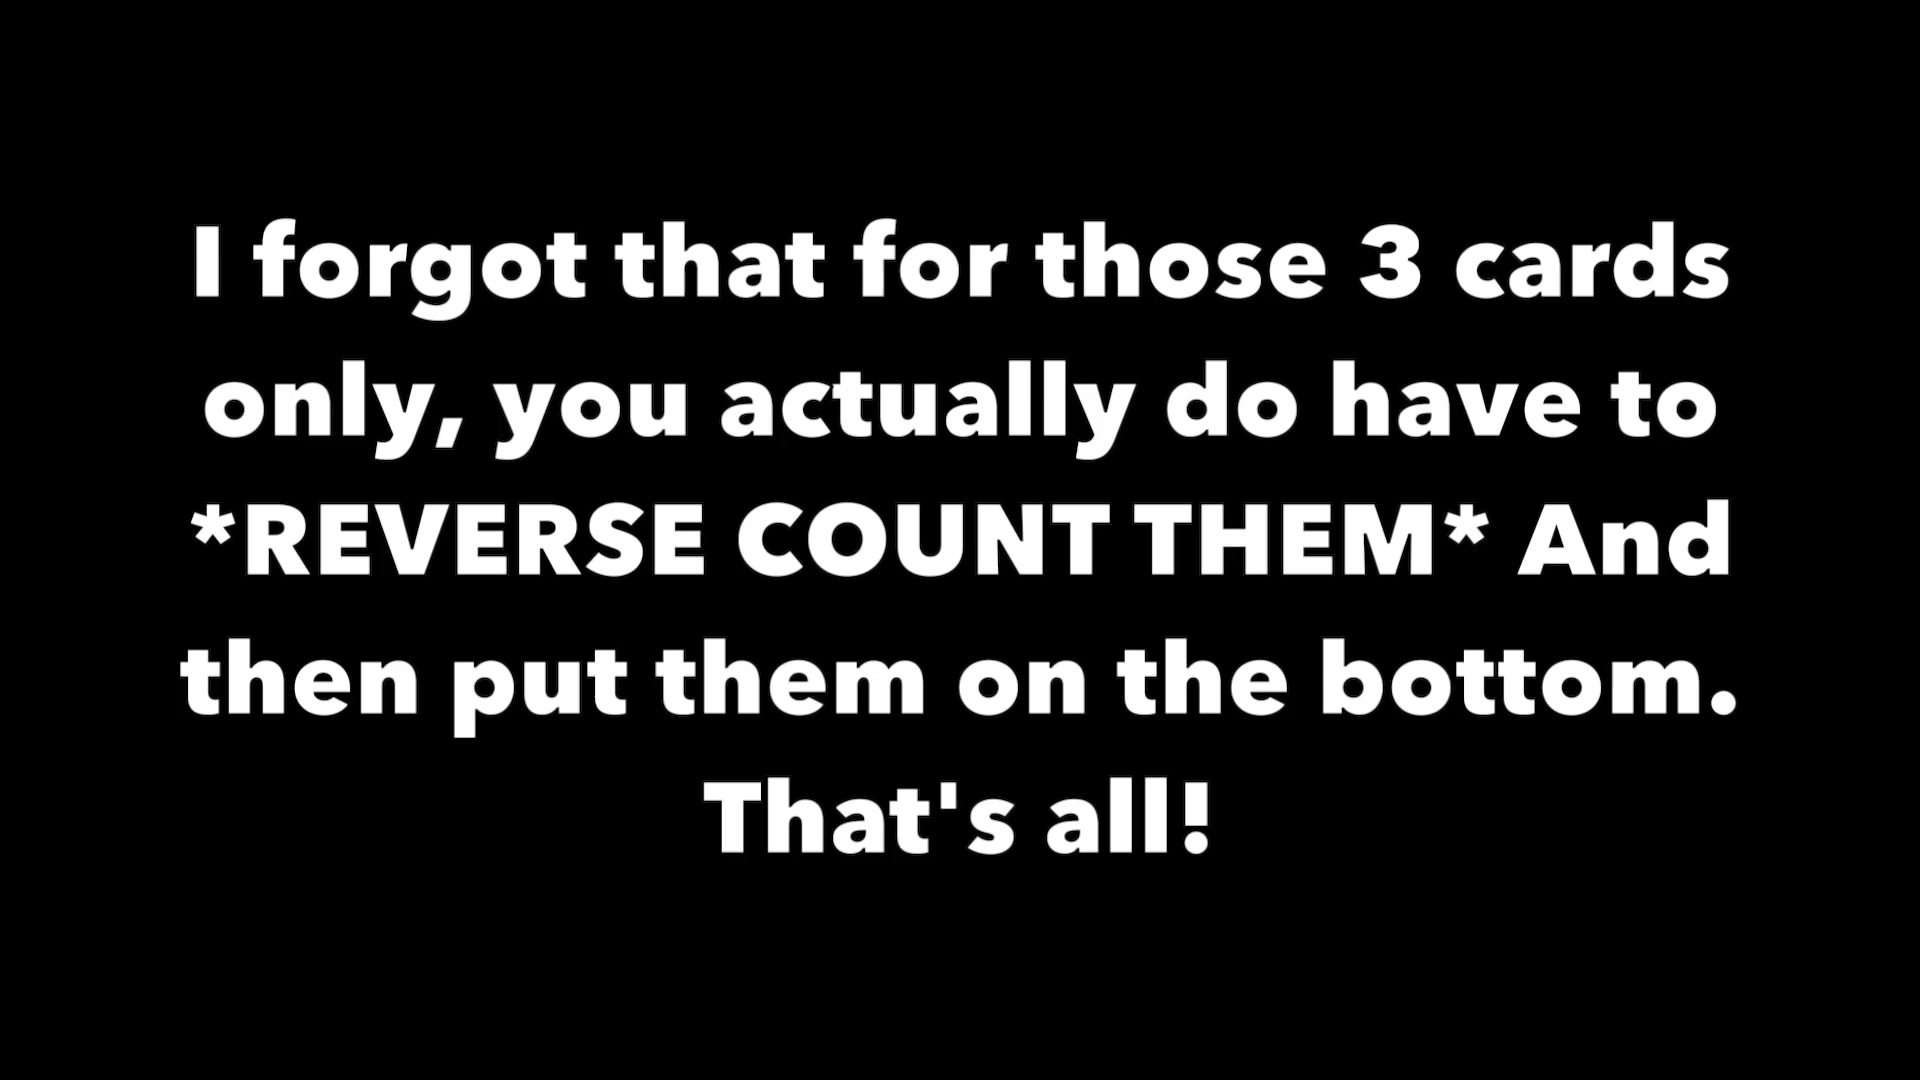 I forgot that for those 3 cards
only, you actually do have to
*REVERSE COUNT THEM* And
then put them on the bottom.
That's all!